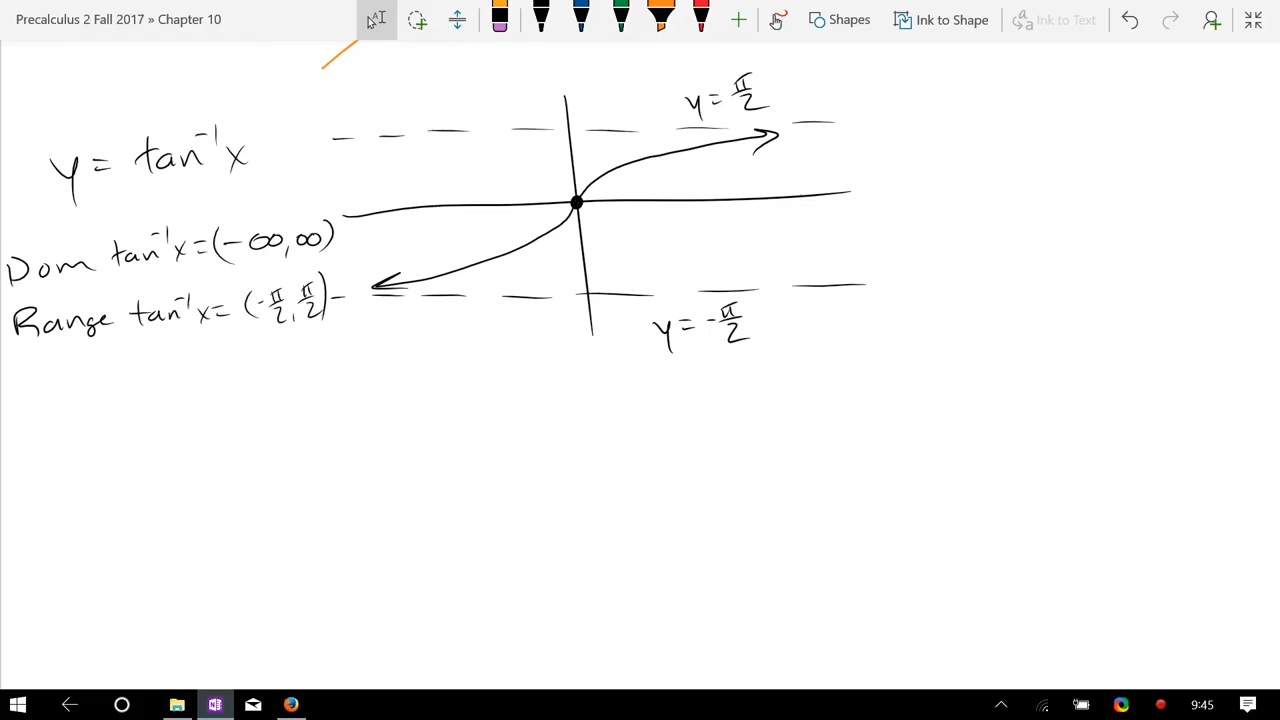 Precalculus 2 Fall 2017 » Chapter 10
Shapes
Ink to Shape
Ink to Text
y = π/2
y = tan⁻¹ x
Dom tan⁻¹x = (-∞, ∞)
Range tan⁻¹x = (-π/2, π/2)
y = -π/2
9:45